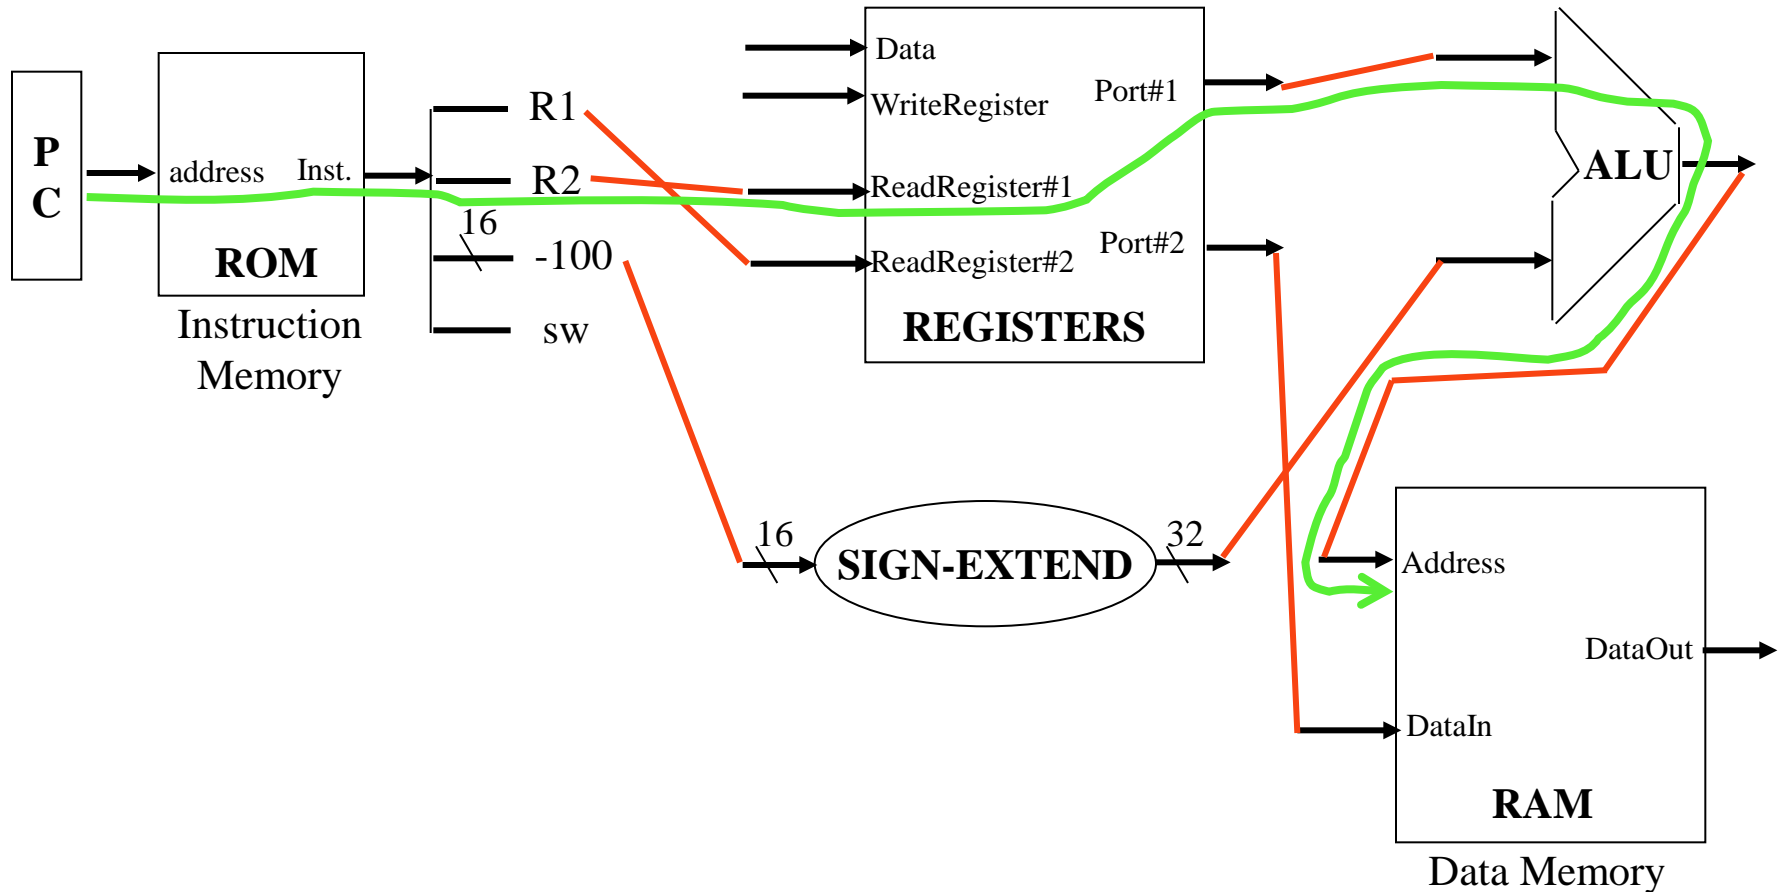 P
C
address
Inst.
ROM
Instruction
Memory
R1
R2
16
-100
sw
Data
WriteRegister
ReadRegister#1
ReadRegister#2
Port#1
Port#2
REGISTERS
ALU
16
SIGN-EXTEND
32
Address
DataOut
DataIn
RAM
Data Memory